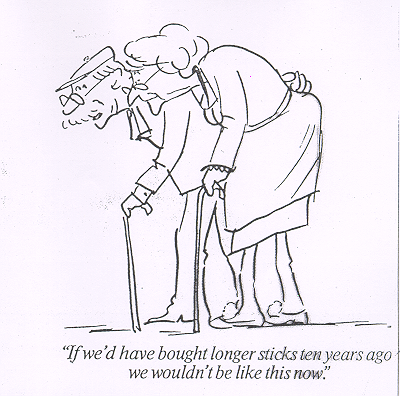 “If we’d have bought longer sticks ten years ago
we wouldn’t be like this now.”